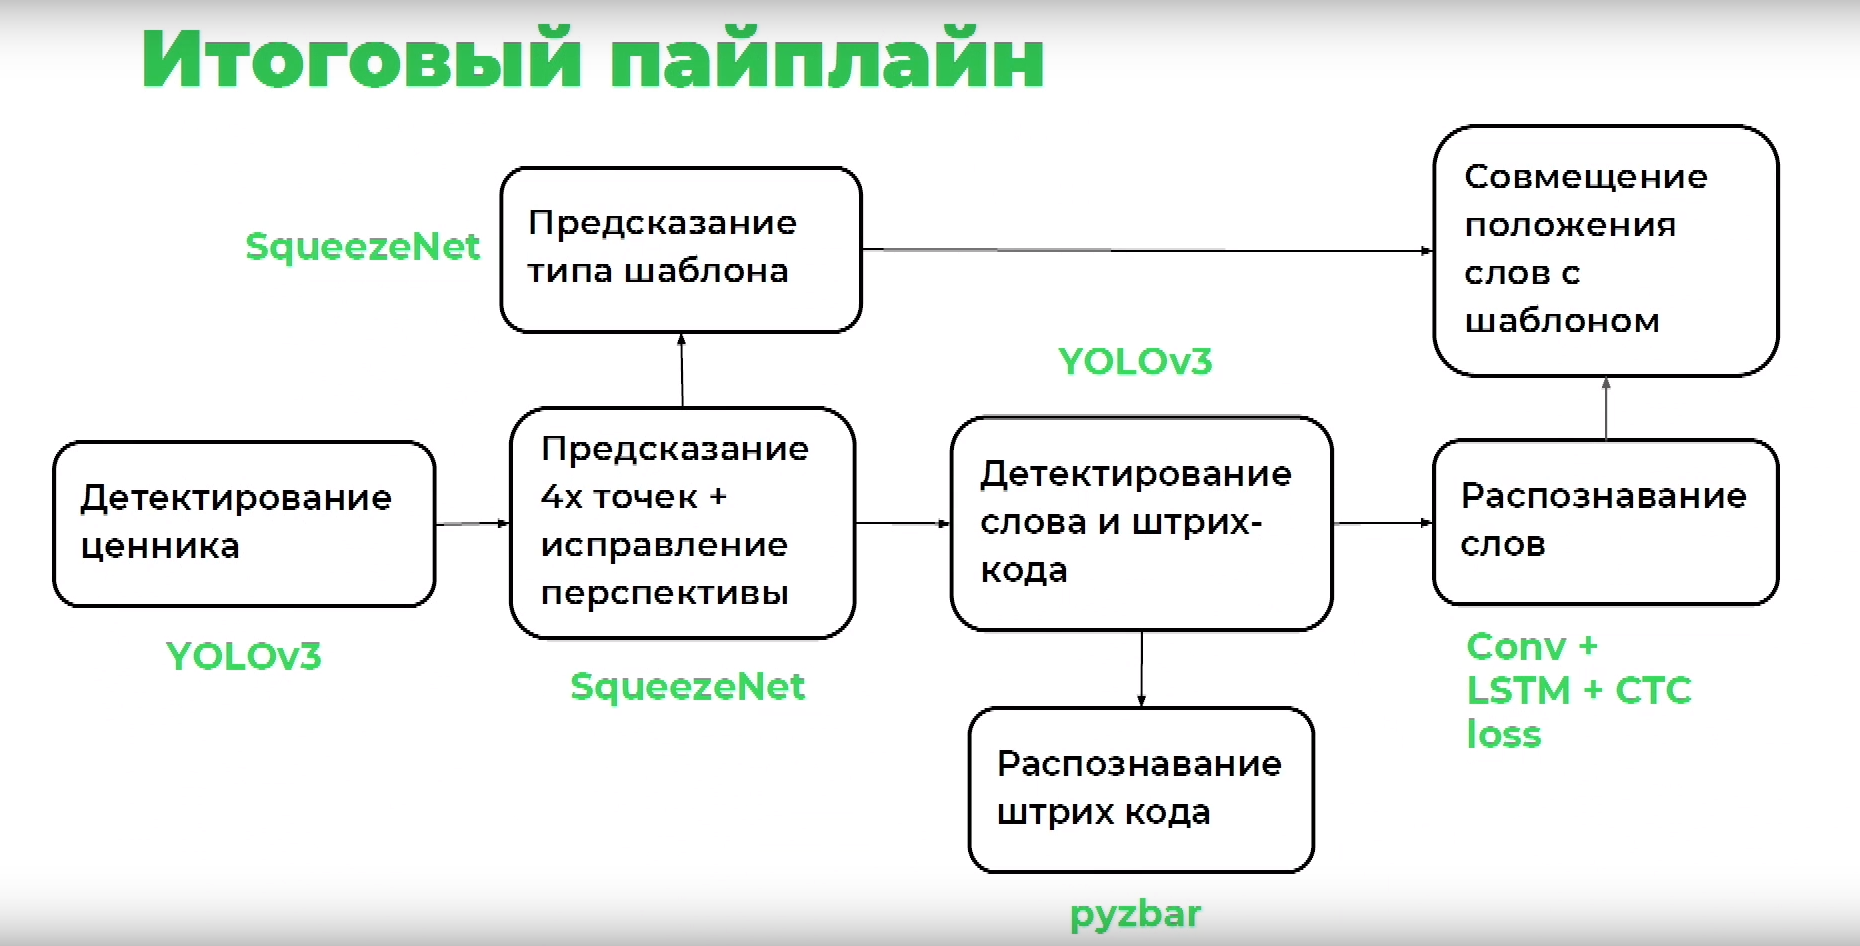 Итоговый пайплайн
SqueezeNet
Предсказание
типа шаблона
Совмещение
положения
слов с
шаблоном
YOLOv3
Детектирование
ценника
YOLOv3
Предсказание
4х точек +
исправление
перспективы
SqueezeNet
Детектирование
слова и штрих-
кода
Распознавание
слов
Conv +
LSTM + CTC
loss
Распознавание
штрих кода
pyzbar